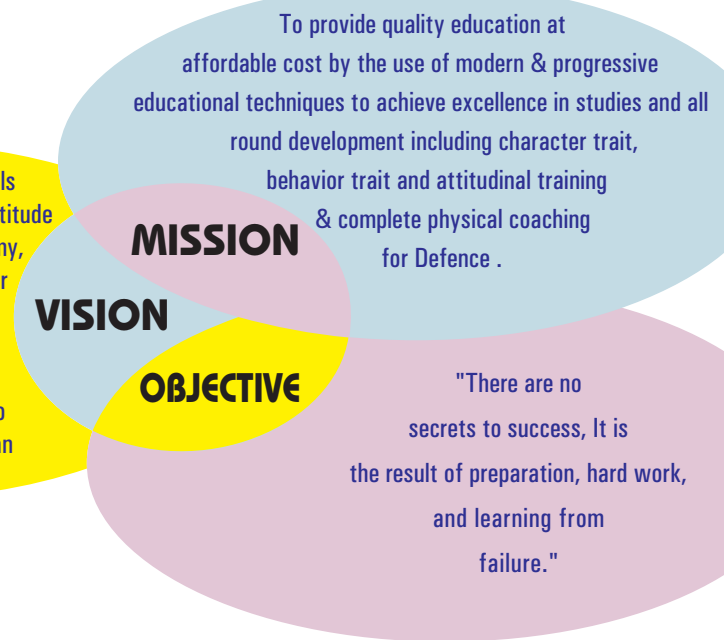 To provide quality education at
affordable cost by the use of modern & progressive
educational techniques to achieve excellence in studies and all
round development including character trait,
behavior trait and attitudinal training
& complete physical coaching
for Defence .
MISSION
VISION
OBJECTIVE
"There are no
secrets to success, It is
the result of preparation, hard work,
and learning from
failure."